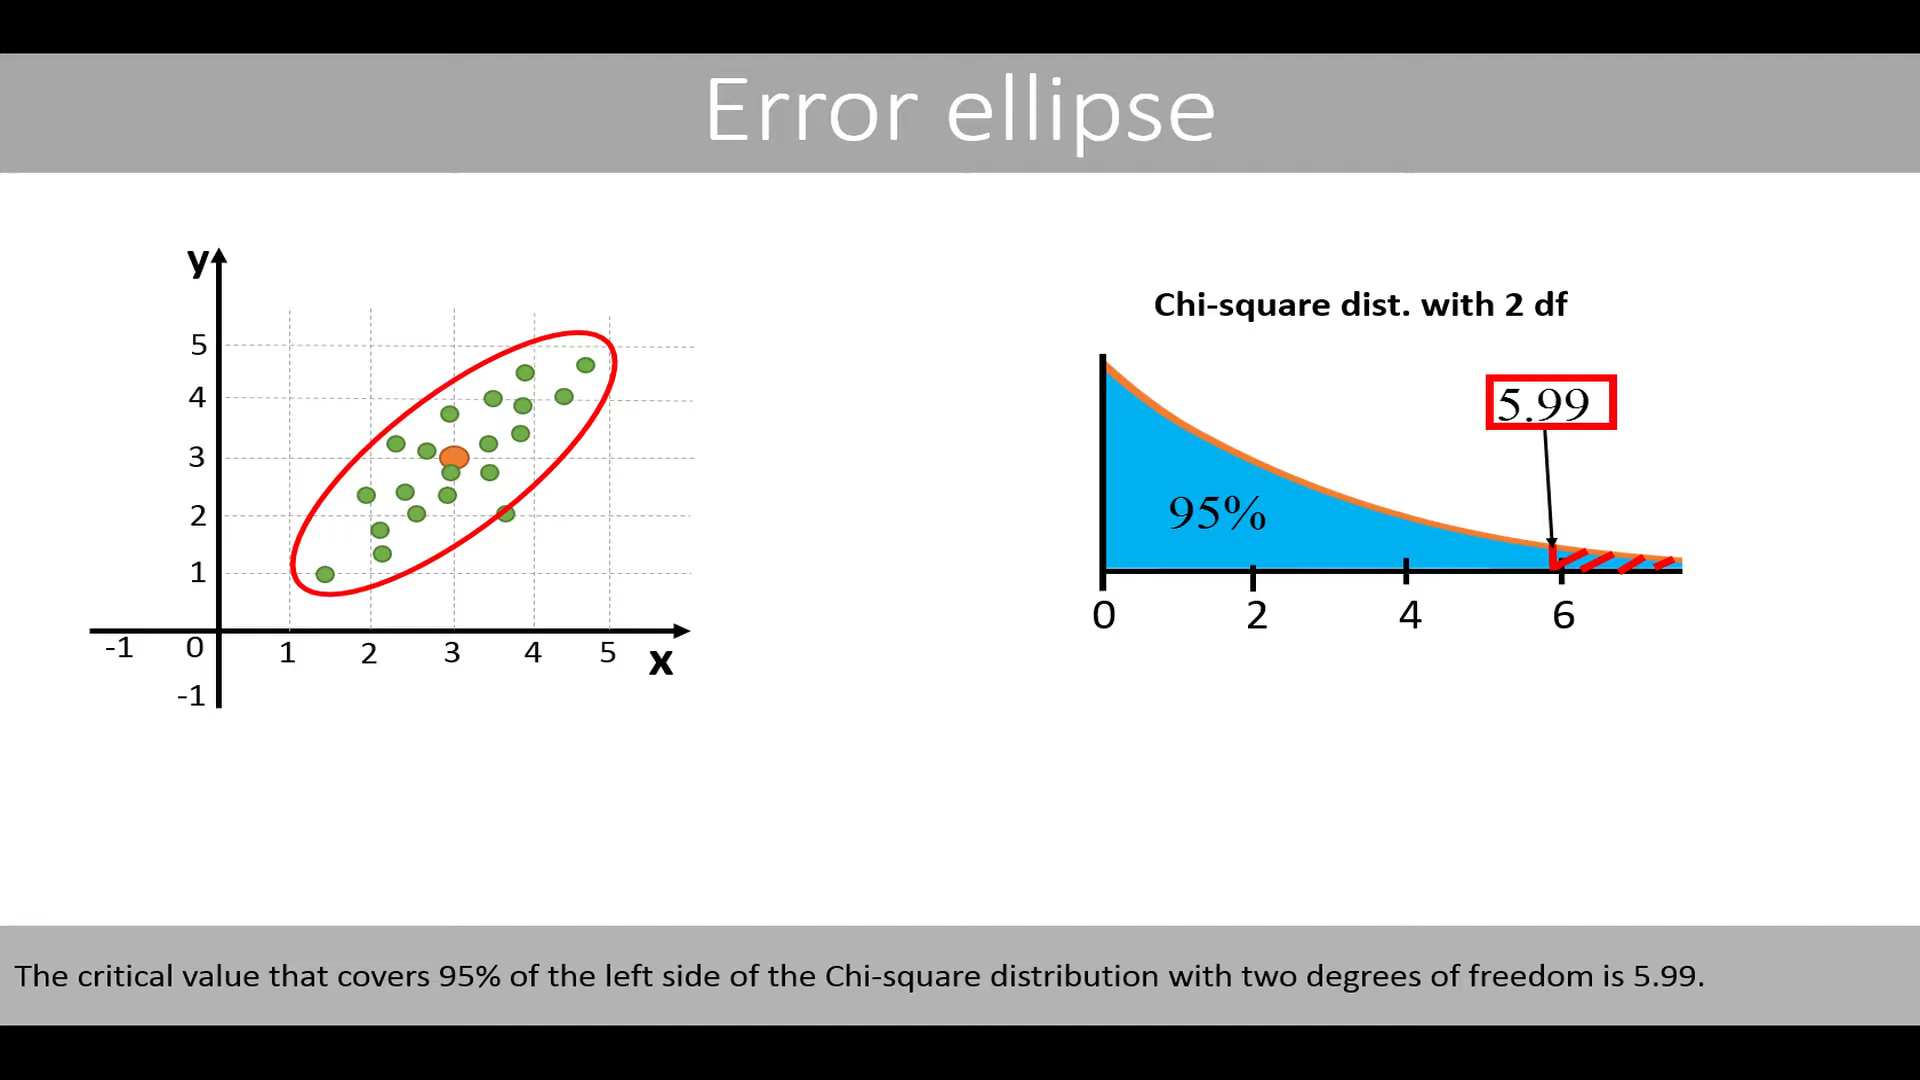 Error ellipse
y
5
4
3
2
1
-1 0 1 2 3 4 5 x
-1
Chi-square dist. with 2 df
5.99
95%
0 2 4 6
The critical value that covers 95% of the left side of the Chi-square distribution with two degrees of freedom is 5.99.